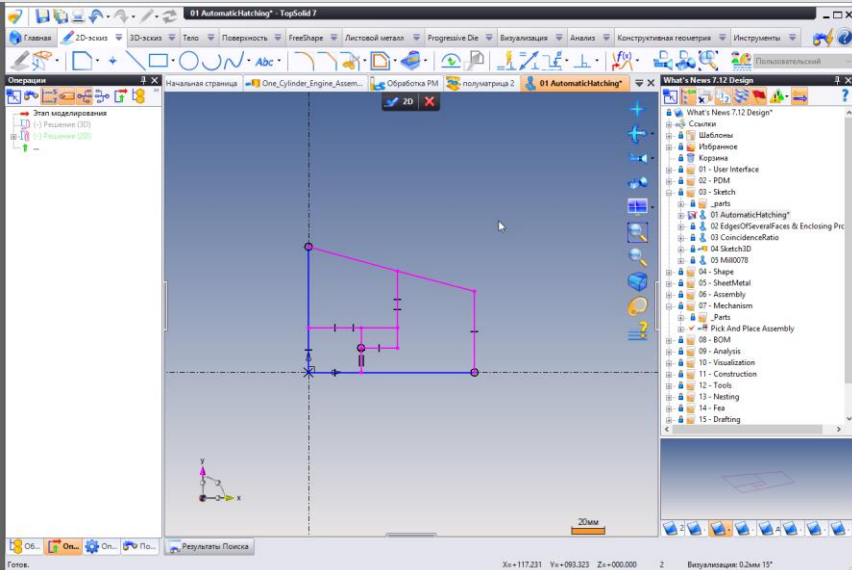 01 AutomaticHatching* - TopSolid 7
Главная 2D-эскиз 3D-эскиз Тело Поверхность FreeShape Листовой металл Progressive Die Визуализация Анализ Конструктивная геометрия Инструменты
Abc f(x) Пользовательский
Операции
Начальная страница One_Cylinder_Engine_Assem... Обработка РМ полуматрица 2 01 AutomaticHatching*
What's News 7.12 Design
2D
Этап моделирования
(-) Решение (3D)
(-) Решение (2D)
...
What's News 7.12 Design*
Ссылки
Шаблоны
Избранное
Корзина
01 - User Interface
02 - PDM
03 - Sketch
_parts
01 AutomaticHatching*
02 EdgesOfSeveralFaces & Enclosing Prc
03 CoincidenceRatio
04 Sketch3D
05 Mill0078
04 - Shape
05 - SheetMetal
06 - Assembly
07 - Mechanism
_Parts
Pick And Place Assembly
08 - BOM
09 - Analysis
10 - Visualization
11 - Construction
12 - Tools
13 - Nesting
14 - Fea
15 - Drafting
y
x
20мм
Об... Оп... Оп... По... Результаты Поиска
Готов.
X=+117.231 Y=+093.323 Z=+000.000 2 Визуализация: 0.2мм 15°